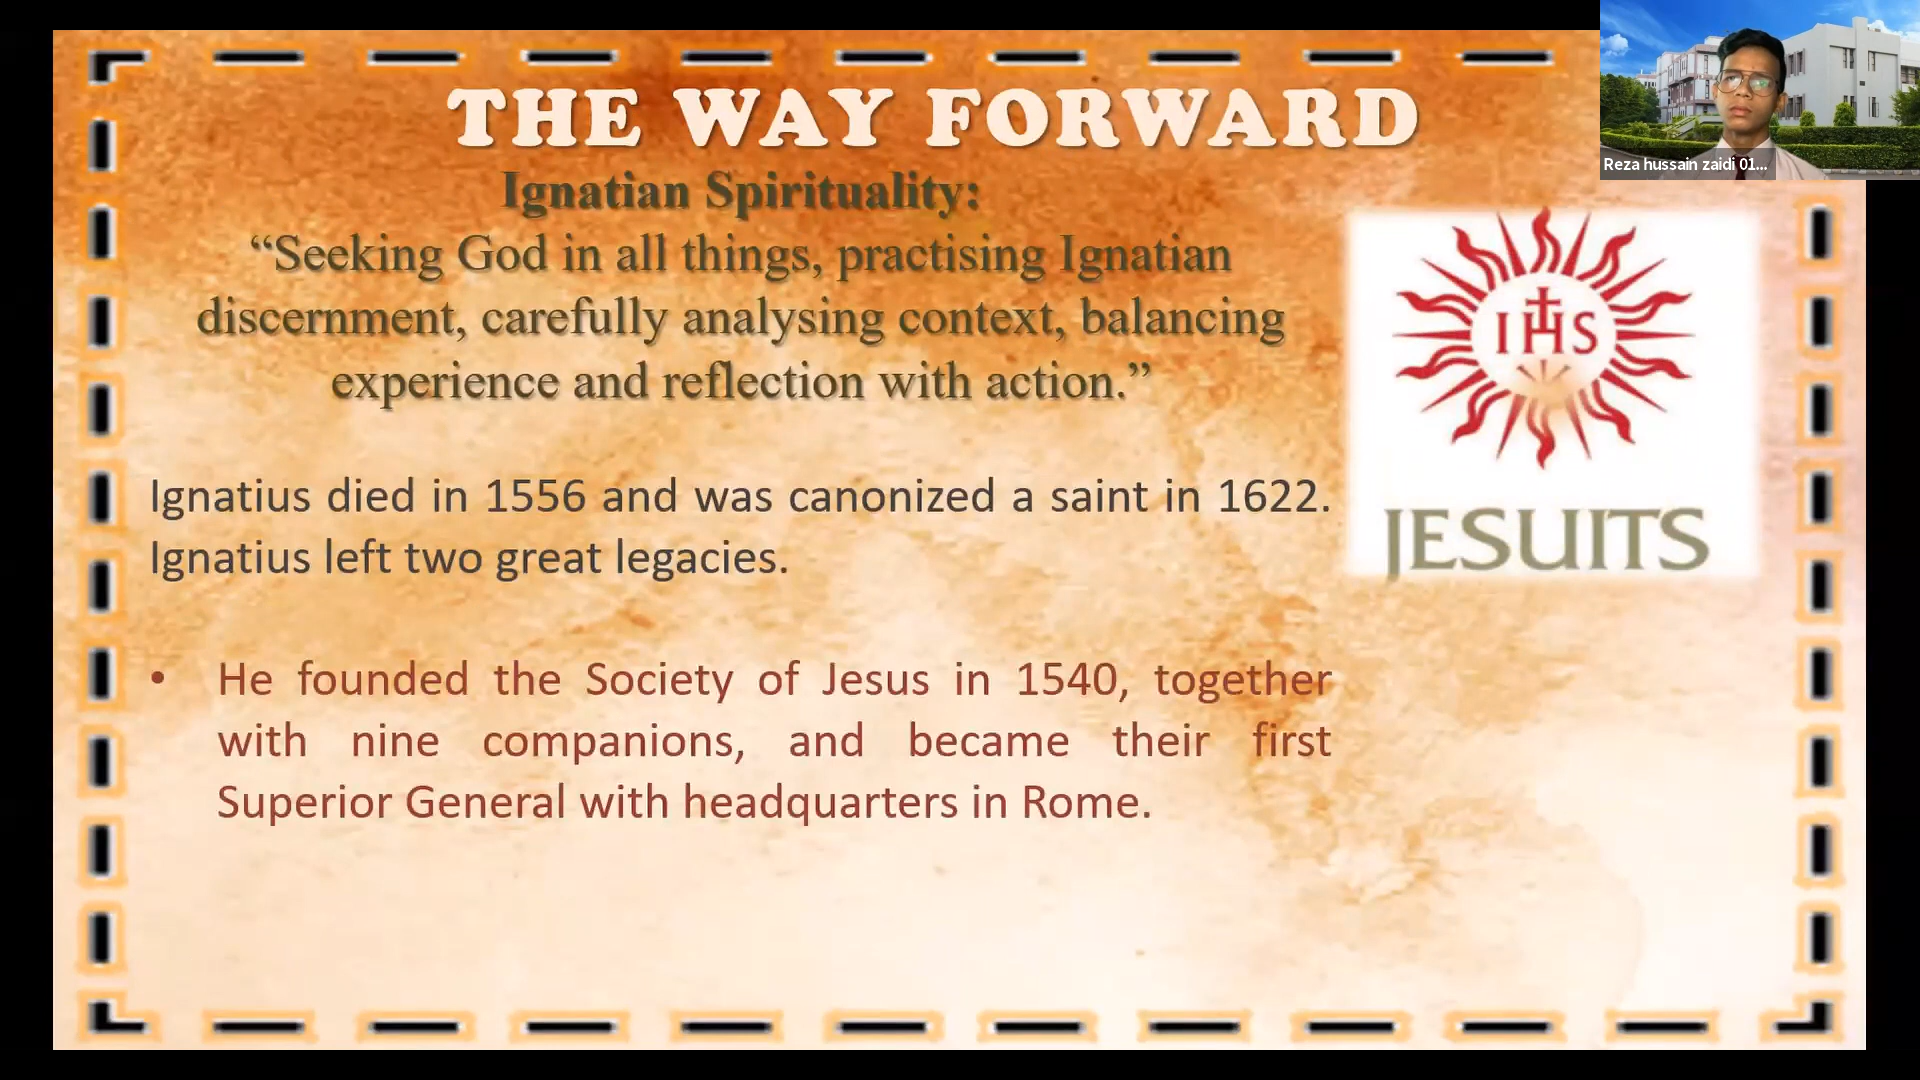 THE WAY FORWARD
Reza hussain zaidi 01...
Ignatian Spirituality:
“Seeking God in all things, practising Ignatian
discernment, carefully analysing context, balancing
experience and reflection with action.”
IHS
JESUITS
Ignatius died in 1556 and was canonized a saint in 1622.
Ignatius left two great legacies.
• He founded the Society of Jesus in 1540, together
with nine companions, and became their first
Superior General with headquarters in Rome.